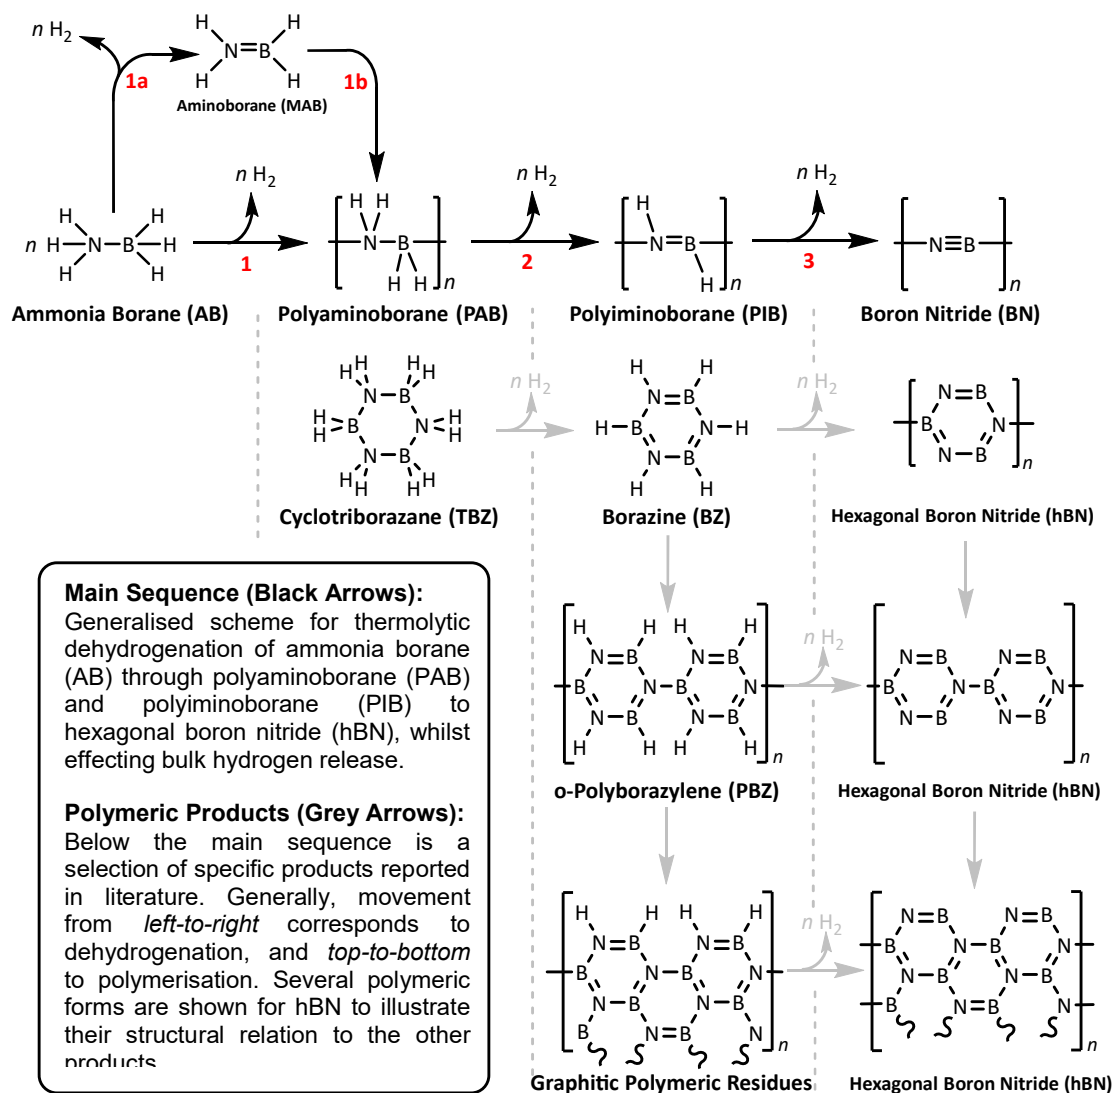 n H2
H H
N=B
H H
1a
1b
Aminoborane (MAB)
n H2
n H2
n H2
H H
H H
n H N B H
H H
N B
H H
n
H
N=B
H
n
N≡B
n
1
2
3
Ammonia Borane (AB)
Polyaminoborane (PAB)
Polyiminoborane (PIB)
Boron Nitride (BN)
H H H H
N B
H B N H
H H
N B
H H H H
n H2
H H
N=B
H B N H
N B
H H
n H2
N=B
B N
N B
n
Cyclotriborazane (TBZ)
Borazine (BZ)
Hexagonal Boron Nitride (hBN)
Main Sequence (Black Arrows):
Generalised scheme for thermolytic
dehydrogenation of ammonia borane
(AB) through polyaminoborane (PAB)
and polyiminoborane (PIB) to
hexagonal boron nitride (hBN), whilst
effecting bulk hydrogen release.
Polymeric Products (Grey Arrows):
Below the main sequence is a
selection of specific products reported
in literature. Generally, movement
from left-to-right corresponds to
dehydrogenation, and top-to-bottom
to polymerisation. Several polymeric
forms are shown for hBN to illustrate
their structural relation to the other
products
H H H H
N=B N=B
B N B N
N B N B
H H H H
n
n H2
N=B N=B
B N B N
N B N B
n
o-Polyborazylene (PBZ)
Hexagonal Boron Nitride (hBN)
H H H H
N=B N=B
B N B N
N B N B
B N=B N
n
n H2
N=B N=B
B N B N
N B N B
B N=B N
n
Graphitic Polymeric Residues
Hexagonal Boron Nitride (hBN)